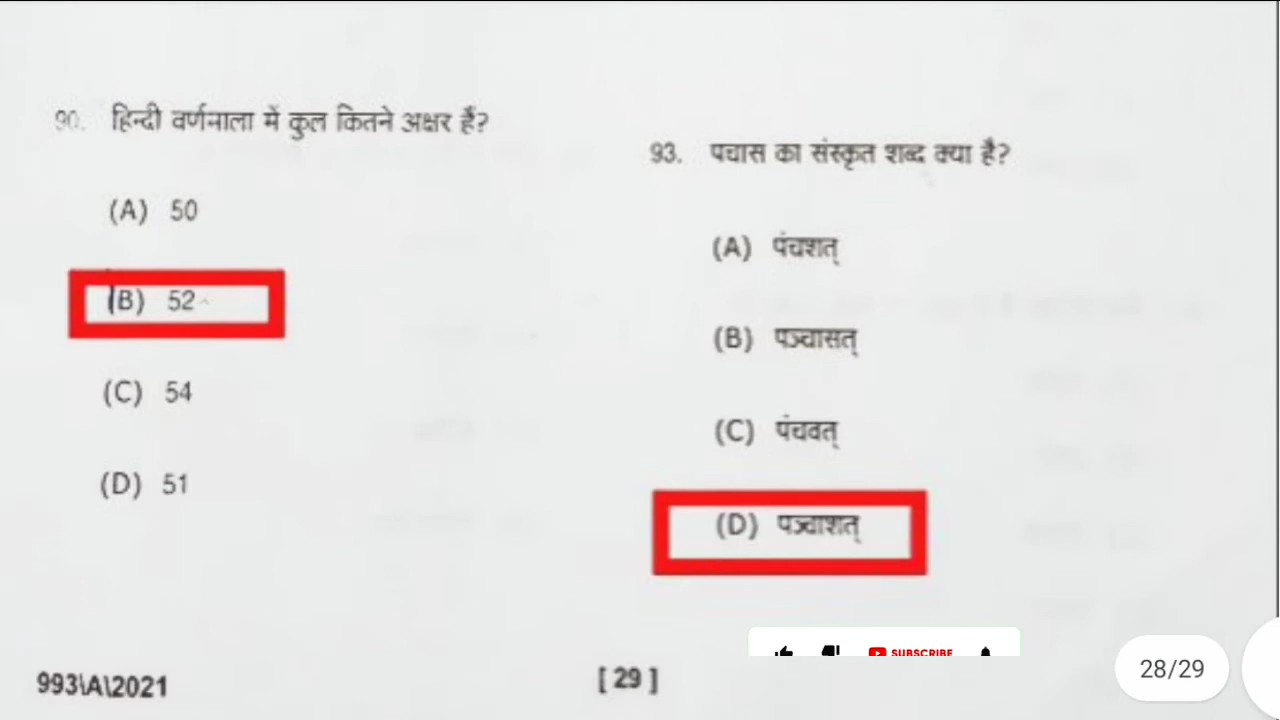 90. हिन्दी वर्णमाला में कुल कितने अक्षर हैं?
(A) 50
(B) 52
(C) 54
(D) 51
93. पचास का संस्कृत शब्द क्या है?
(A) पंचशत्
(B) पञ्चासत्
(C) पंचवत्
(D) पञ्चाशत्
SUBSCRIBE
993\A\2021
[ 29 ]
28/29